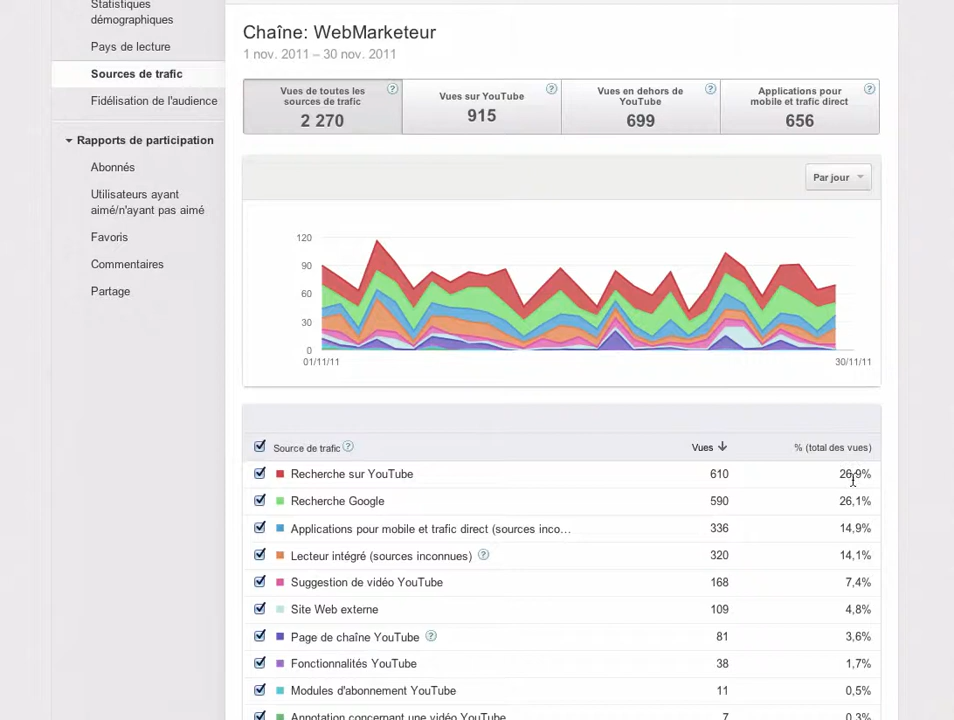 Statistiques
démographiques
Pays de lecture
Sources de trafic
Fidélisation de l'audience
Rapports de participation
Abonnés
Utilisateurs ayant
aimé/n'ayant pas aimé
Favoris
Commentaires
Partage
Chaîne: WebMarketeur
1 nov. 2011 – 30 nov. 2011
Vues de toutes les
sources de trafic
2 270
Vues sur YouTube
915
Vues en dehors de
YouTube
699
Applications pour
mobile et trafic direct
656
Par jour
120
90
60
30
0
01/11/11
30/11/11
Source de trafic Vues % (total des vues)
Recherche sur YouTube 610 26,9%
Recherche Google 590 26,1%
Applications pour mobile et trafic direct (sources inco… 336 14,9%
Lecteur intégré (sources inconnues) 320 14,1%
Suggestion de vidéo YouTube 168 7,4%
Site Web externe 109 4,8%
Page de chaîne YouTube 81 3,6%
Fonctionnalités YouTube 38 1,7%
Modules d'abonnement YouTube 11 0,5%
Annotation concernant une vidéo YouTube 7 0,3%